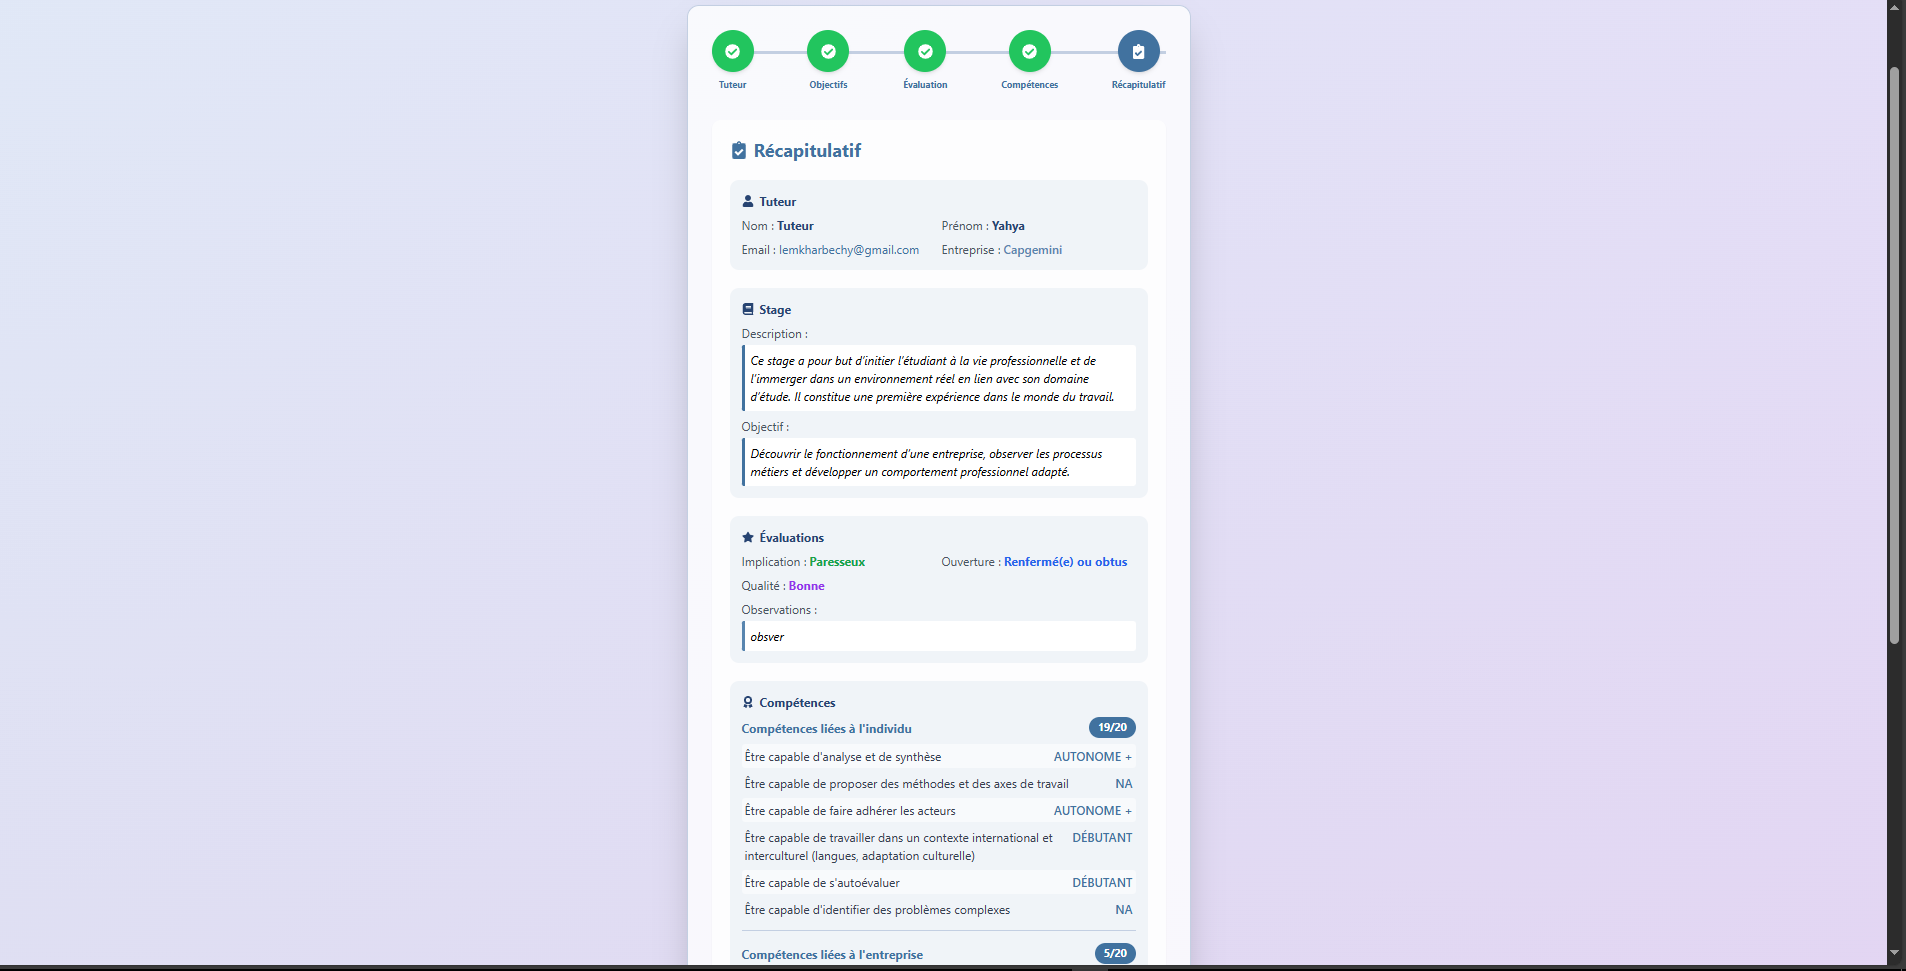 Tuteur
Objectifs
Évaluation
Compétences
Récapitulatif
Récapitulatif
Tuteur
Nom : Tuteur
Prénom : Yahya
Email : lemkharbechy@gmail.com
Entreprise : Capgemini
Stage
Description :
Ce stage a pour but d'initier l'étudiant à la vie professionnelle et de
l'immerger dans un environnement réel en lien avec son domaine
d'étude. Il constitue une première expérience dans le monde du travail.
Objectif :
Découvrir le fonctionnement d'une entreprise, observer les processus
métiers et développer un comportement professionnel adapté.
Évaluations
Implication : Paresseux
Ouverture : Renfermé(e) ou obtus
Qualité : Bonne
Observations :
obsver
Compétences
Compétences liées à l'individu
19/20
Être capable d'analyse et de synthèse
AUTONOME +
Être capable de proposer des méthodes et des axes de travail
NA
Être capable de faire adhérer les acteurs
AUTONOME +
Être capable de travailler dans un contexte international et
interculturel (langues, adaptation culturelle)
DÉBUTANT
Être capable de s'autoévaluer
DÉBUTANT
Être capable d'identifier des problèmes complexes
NA
Compétences liées à l'entreprise
5/20